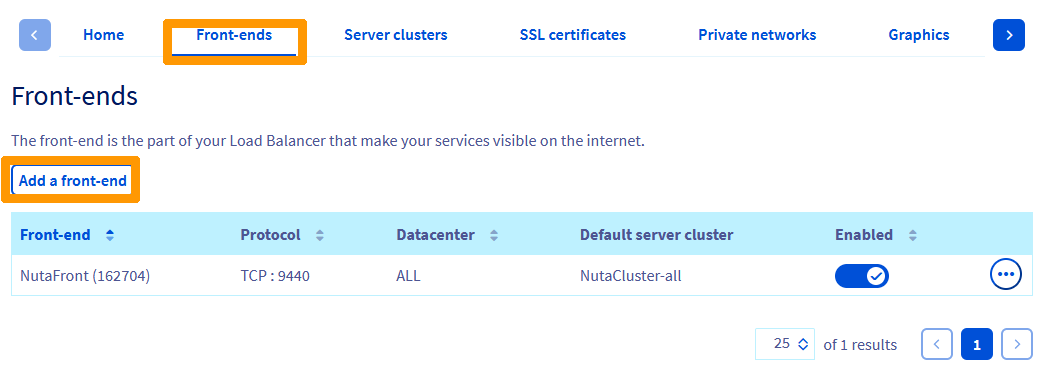 Home Front-ends Server clusters SSL certificates Private networks Graphics
Front-ends
The front-end is the part of your Load Balancer that make your services visible on the internet.
Add a front-end
Front-end Protocol Datacenter Default server cluster Enabled
NutaFront (162704) TCP : 9440 ALL NutaCluster-all
25 of 1 results 1